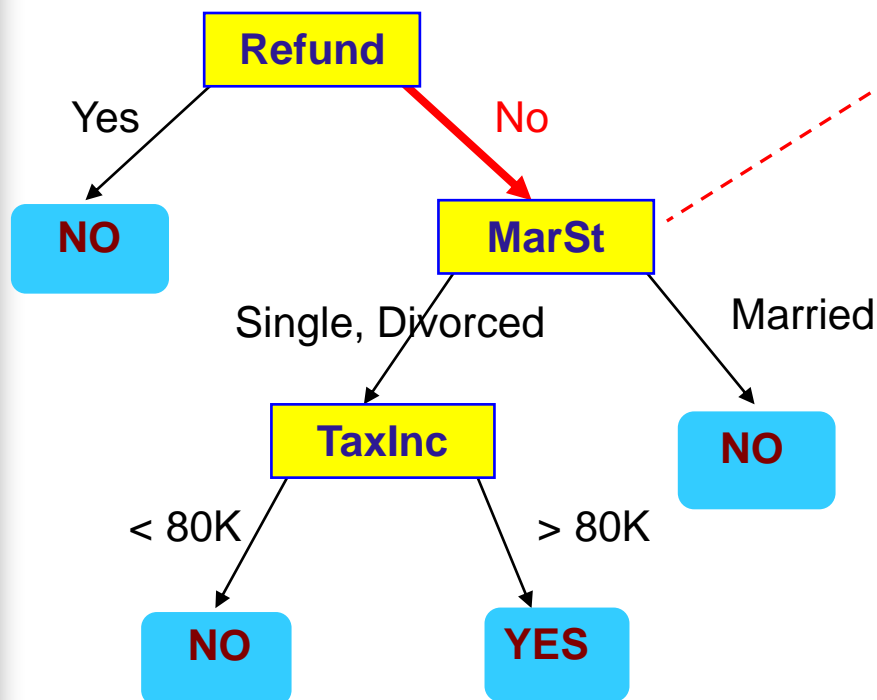 Refund
Yes
No
NO
MarSt
Single, Divorced
Married
TaxInc
NO
< 80K
> 80K
NO
YES